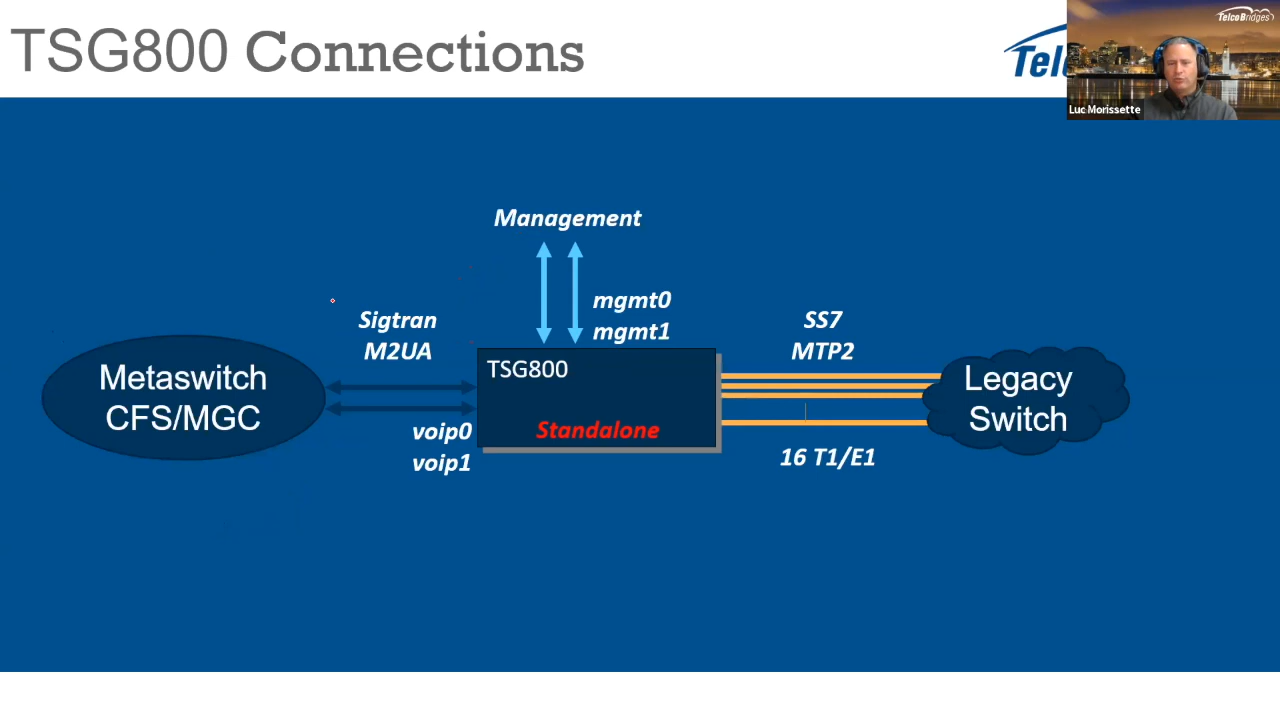 TSG800 Connections
TelcoBridges
Luc Morissette
Management
mgmt0
mgmt1
Sigtran
M2UA
SS7
MTP2
Metaswitch
CFS/MGC
TSG800
Standalone
Legacy
Switch
voip0
voip1
16 T1/E1